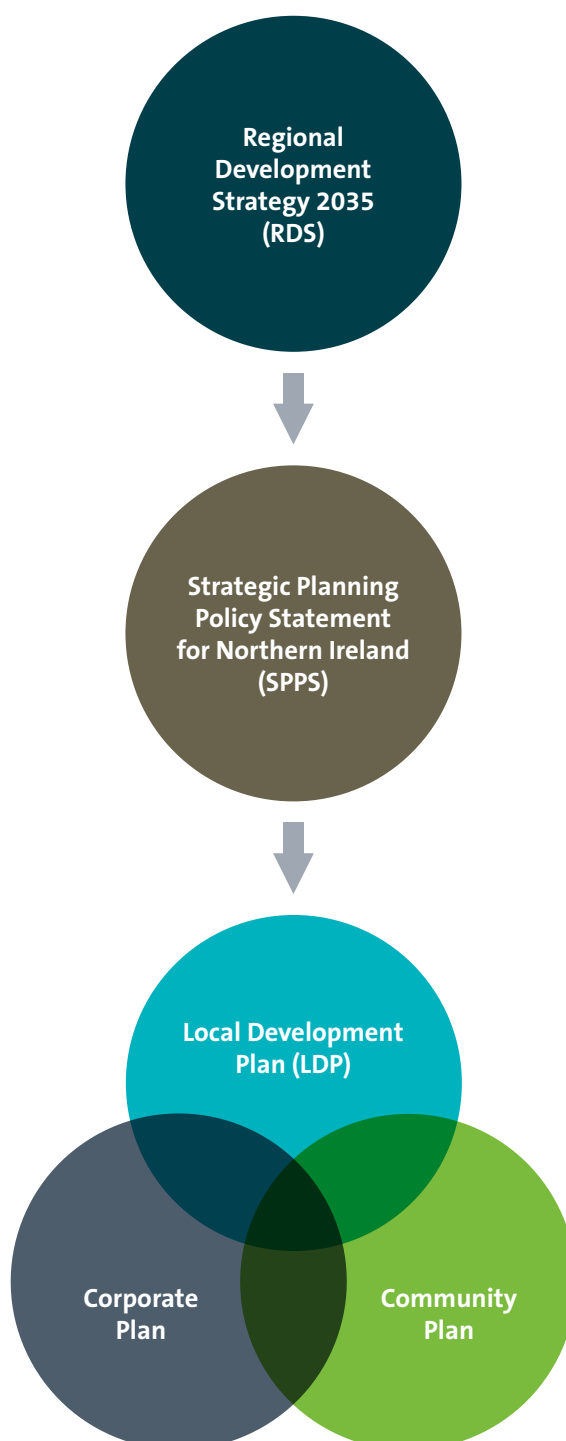 Regional
Development
Strategy 2035
(RDS)
Strategic Planning
Policy Statement
for Northern Ireland
(SPPS)
Local Development
Plan (LDP)
Corporate
Plan
Community
Plan